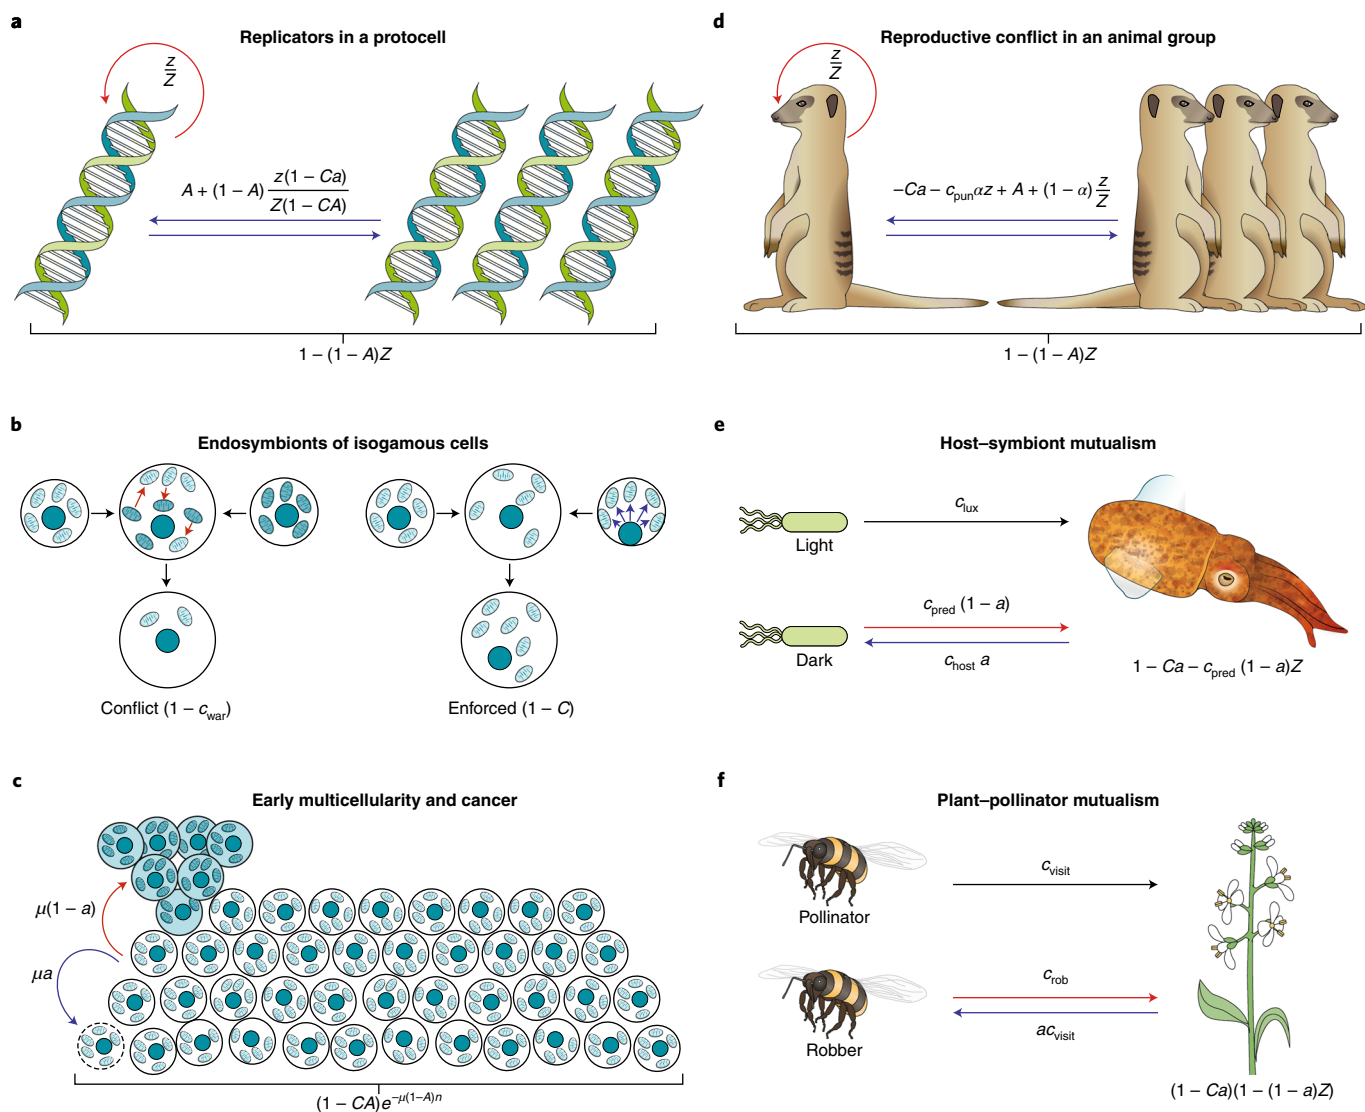 a
Replicators in a protocell
z/Z
A + (1 – A) z(1 – Ca)/Z(1 – CA)
1 – (1 – A)Z
b
Endosymbionts of isogamous cells
Conflict (1 – c_war)
Enforced (1 – C)
c
Early multicellularity and cancer
μ(1 – a)
μa
(1 – CA)e^–μ(1–A)n
d
Reproductive conflict in an animal group
z/Z
-Ca – c_pun αz + A + (1 – α) z/Z
1 – (1 – A)Z
e
Host–symbiont mutualism
c_lux
Light
c_pred (1 – a)
Dark
c_host a
1 – Ca – c_pred (1 – a)Z
f
Plant–pollinator mutualism
c_visit
Pollinator
c_rob
Robber
ac_visit
(1 – Ca)(1 – (1 – a)Z)